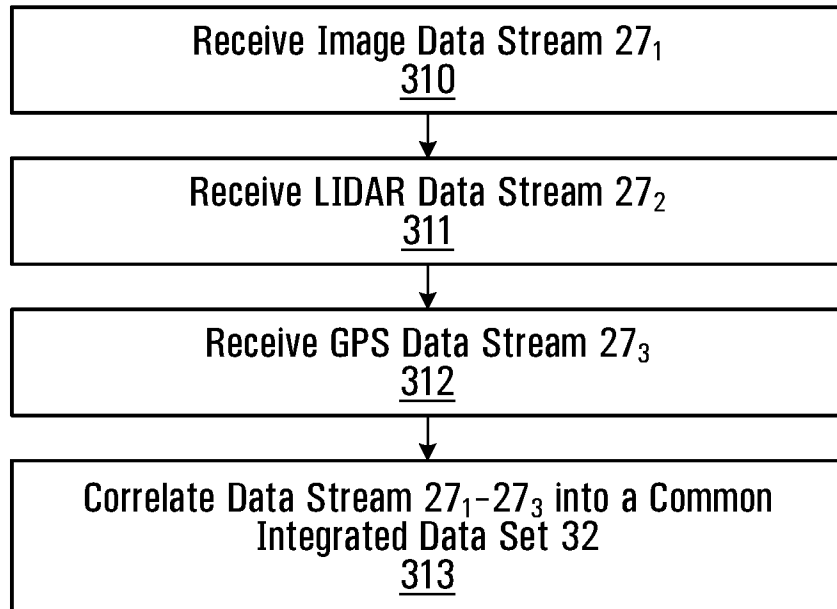 Receive Image Data Stream 27₁
310
Receive LIDAR Data Stream 27₂
311
Receive GPS Data Stream 27₃
312
Correlate Data Stream 27₁-27₃ into a Common
Integrated Data Set 32
313